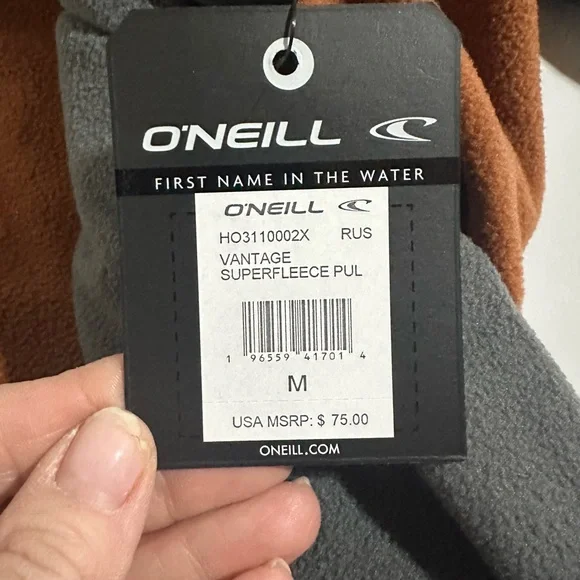 O'NEILL
FIRST NAME IN THE WATER
O'NEILL
HO3110002X RUS
VANTAGE
SUPERFLEECE PUL
1 96559 41701 4
M
USA MSRP: $ 75.00
ONEILL.COM